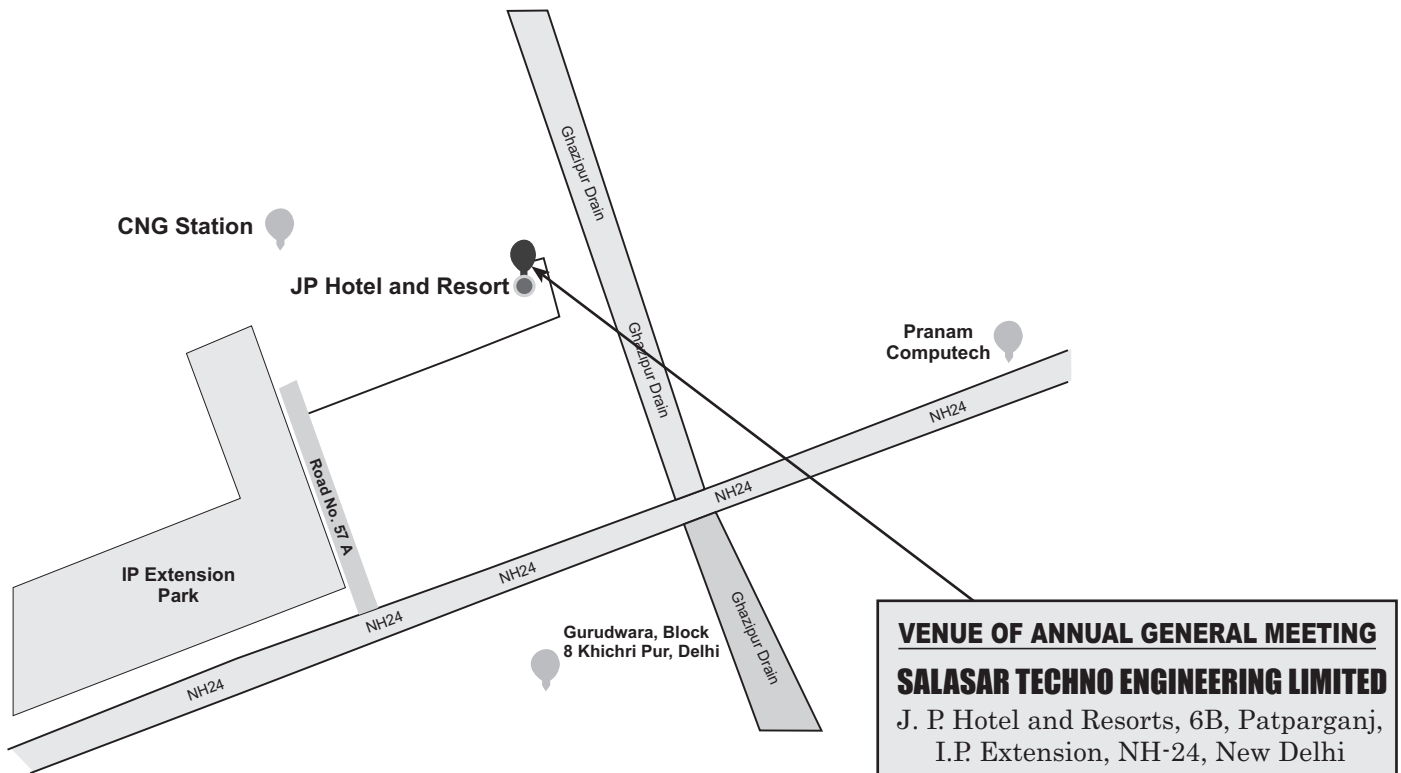 Ghazipur Drain
CNG Station
JP Hotel and Resort
Ghazipur Drain
Pranam
Computech
NH24
NH24
Road No. 57 A
IP Extension
Park
NH24
NH24
NH24
Gurudwara, Block
8 Khichri Pur, Delhi
Ghazipur Drain
VENUE OF ANNUAL GENERAL MEETING
SALASAR TECHNO ENGINEERING LIMITED
J. P. Hotel and Resorts, 6B, Patparganj,
I.P. Extension, NH-24, New Delhi